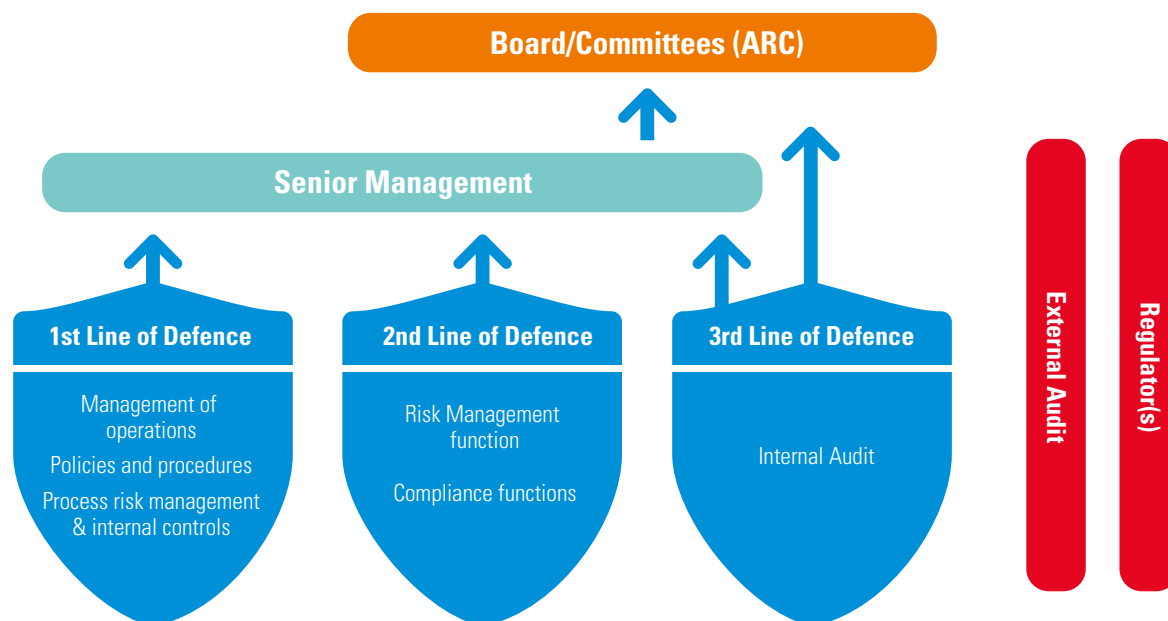 Board/Committees (ARC)
Senior Management
1st Line of Defence
Management of
operations
Policies and procedures
Process risk management
& internal controls
2nd Line of Defence
Risk Management
function
Compliance functions
3rd Line of Defence
Internal Audit
External Audit
Regulator(s)